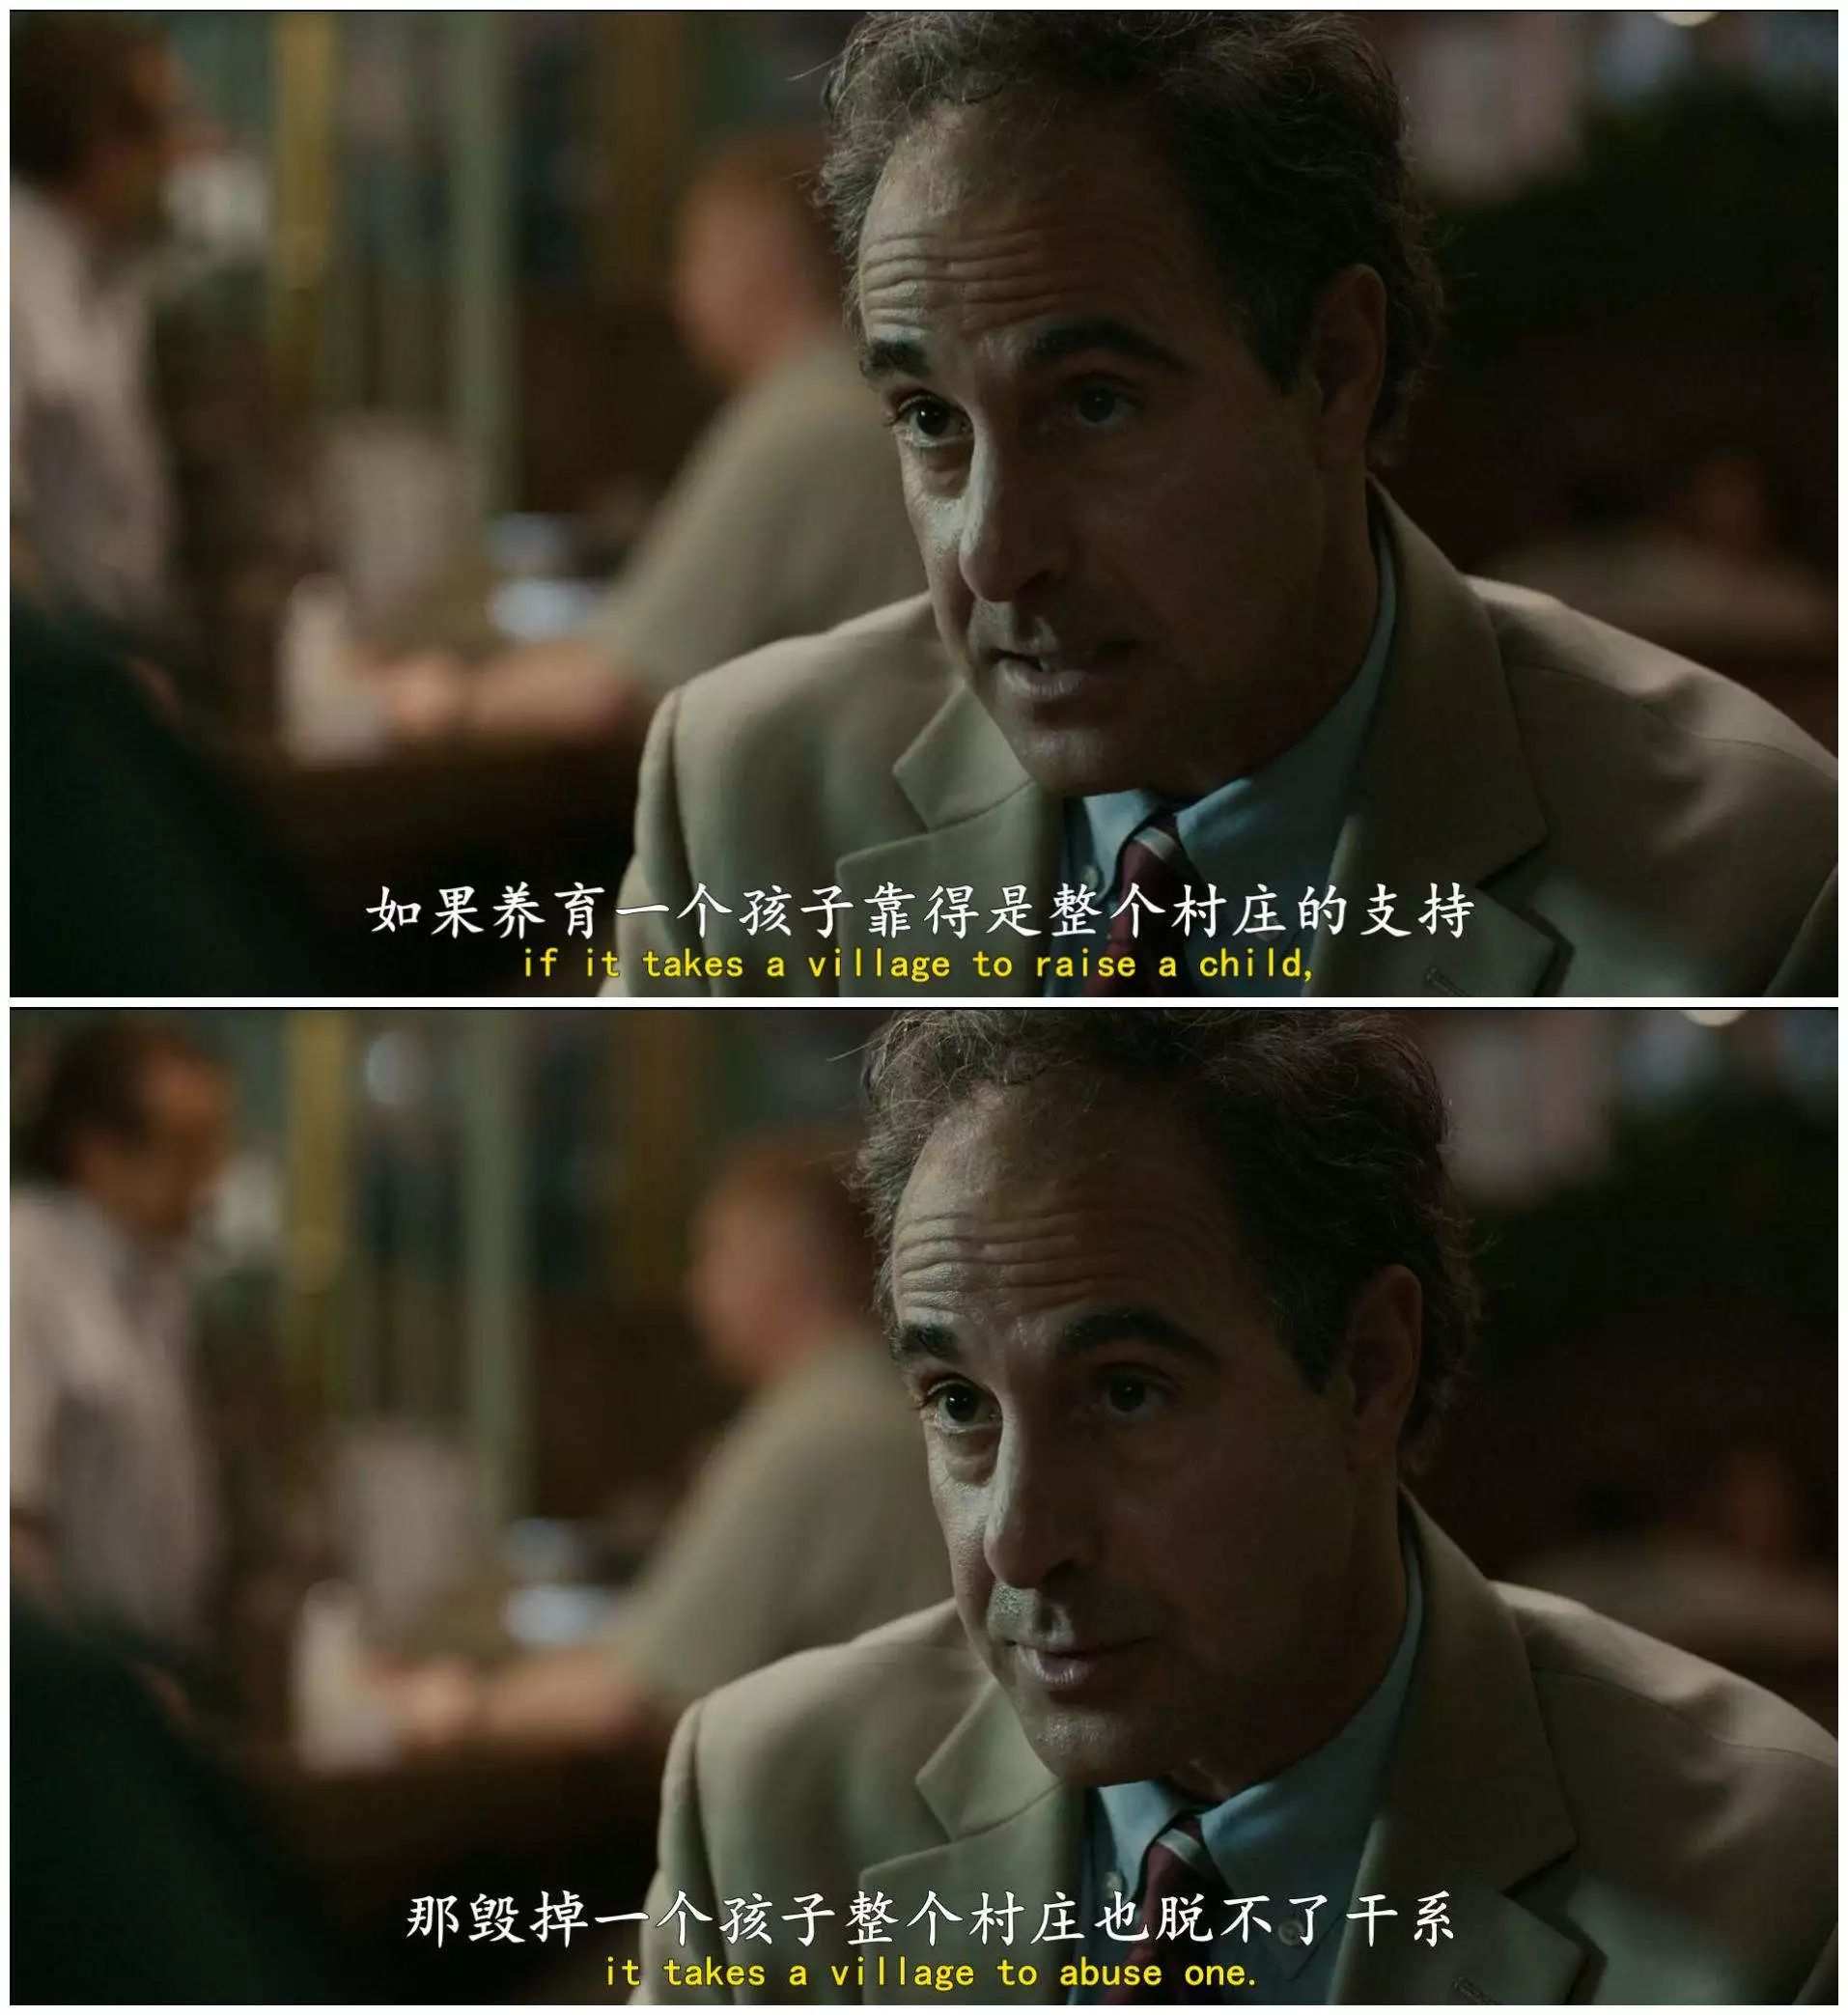 如果养育一个孩子靠得是整个村庄的支持
if it takes a village to raise a child,
那毁掉一个孩子整个村庄也脱不了干系
it takes a village to abuse one.